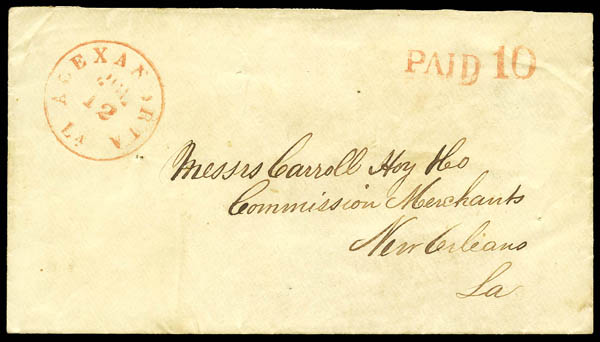 ALEXANDRIA
LA
12
PAID 10
Messrs Carroll Hoy & Co
Commission Merchants
New Orleans
La